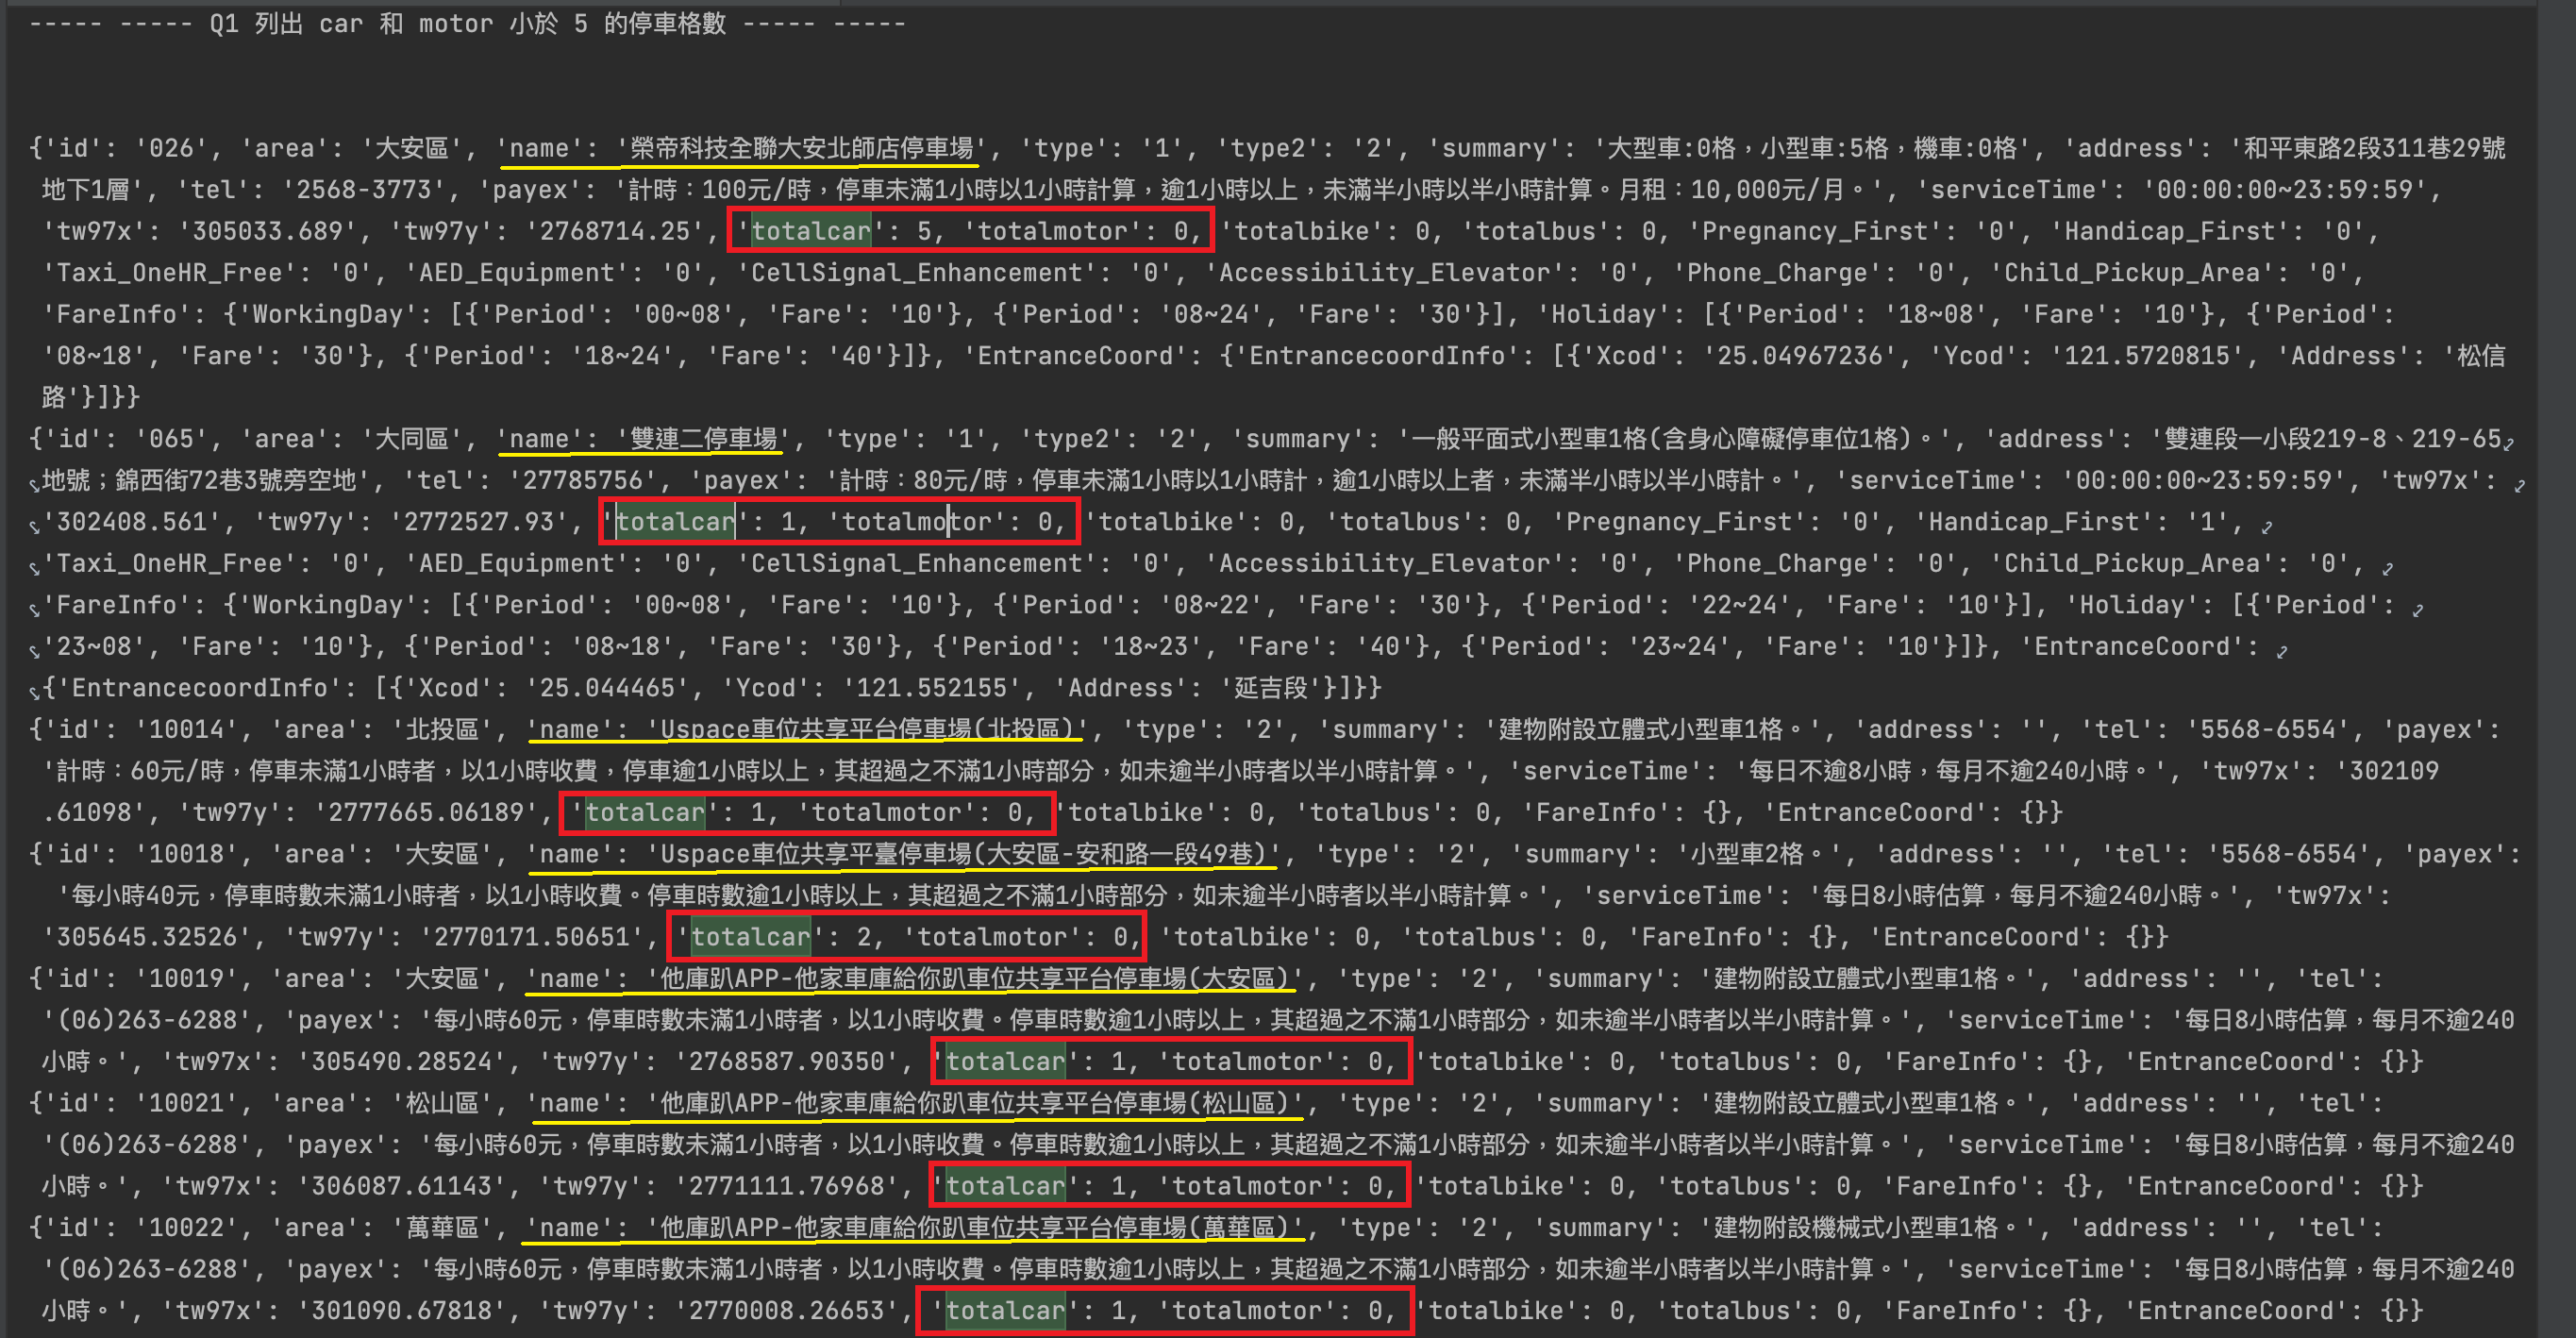 ----- ----- Q1 列出 car 和 motor 小於 5 的停車格數 ----- -----
{'id': '026', 'area': '大安區', 'name': '榮帝科技全聯大安北師店停車場', 'type': '1', 'type2': '2', 'summary': '大型車:0格，小型車:5格，機車:0格', 'address': '和平東路2段311巷29號
地下1層', 'tel': '2568-3773', 'payex': '計時：100元/時，停車未滿1小時以1小時計算，逾1小時以上，未滿半小時以半小時計算。月租：10,000元/月。', 'serviceTime': '00:00:00~23:59:59',
'tw97x': '305033.689', 'tw97y': '2768714.25', 'totalcar': 5, 'totalmotor': 0, 'totalbike': 0, 'totalbus': 0, 'Pregnancy_First': '0', 'Handicap_First': '0',
'Taxi_OneHR_Free': '0', 'AED_Equipment': '0', 'CellSignal_Enhancement': '0', 'Accessibility_Elevator': '0', 'Phone_Charge': '0', 'Child_Pickup_Area': '0',
'FareInfo': {'WorkingDay': [{'Period': '00~08', 'Fare': '10'}, {'Period': '08~24', 'Fare': '30'}], 'Holiday': [{'Period': '18~08', 'Fare': '10'}, {'Period':
'08~18', 'Fare': '30'}, {'Period': '18~24', 'Fare': '40'}]}, 'EntranceCoord': {'EntrancecoordInfo': [{'Xcod': '25.04967236', 'Ycod': '121.5720815', 'Address': '松信
路'}]}}
{'id': '065', 'area': '大同區', 'name': '雙連二停車場', 'type': '1', 'type2': '2', 'summary': '一般平面式小型車1格(含身心障礙停車位1格)。', 'address': '雙連段一小段219-8、219-65
地號；錦西街72巷3號旁空地', 'tel': '27785756', 'payex': '計時：80元/時，停車未滿1小時以1小時計，逾1小時以上者，未滿半小時以半小時計。', 'serviceTime': '00:00:00~23:59:59', 'tw97x':
'302408.561', 'tw97y': '2772527.93', 'totalcar': 1, 'totalmotor': 0, 'totalbike': 0, 'totalbus': 0, 'Pregnancy_First': '0', 'Handicap_First': '1',
'Taxi_OneHR_Free': '0', 'AED_Equipment': '0', 'CellSignal_Enhancement': '0', 'Accessibility_Elevator': '0', 'Phone_Charge': '0', 'Child_Pickup_Area': '0',
'FareInfo': {'WorkingDay': [{'Period': '00~08', 'Fare': '10'}, {'Period': '08~22', 'Fare': '30'}, {'Period': '22~24', 'Fare': '10'}], 'Holiday': [{'Period':
'23~08', 'Fare': '10'}, {'Period': '08~18', 'Fare': '30'}, {'Period': '18~23', 'Fare': '40'}, {'Period': '23~24', 'Fare': '10'}]}, 'EntranceCoord':
{'EntrancecoordInfo': [{'Xcod': '25.044465', 'Ycod': '121.552155', 'Address': '延吉段'}]}}
{'id': '10014', 'area': '北投區', 'name': 'Uspace車位共享平台停車場(北投區)', 'type': '2', 'summary': '建物附設立體式小型車1格。', 'address': '', 'tel': '5568-6554', 'payex':
'計時：60元/時，停車未滿1小時者，以1小時收費，停車逾1小時以上，其超過之不滿1小時部分，如未逾半小時者以半小時計算。', 'serviceTime': '每日不逾8小時，每月不逾240小時。', 'tw97x': '302109
.61098', 'tw97y': '2777665.06189', 'totalcar': 1, 'totalmotor': 0, 'totalbike': 0, 'totalbus': 0, 'FareInfo': {}, 'EntranceCoord': {}}
{'id': '10018', 'area': '大安區', 'name': 'Uspace車位共享平臺停車場(大安區-安和路一段49巷)', 'type': '2', 'summary': '小型車2格。', 'address': '', 'tel': '5568-6554', 'payex':
'每小時40元，停車時數未滿1小時者，以1小時收費。停車時數逾1小時以上，其超過之不滿1小時部分，如未逾半小時者以半小時計算。', 'serviceTime': '每日8小時估算，每月不逾240小時。', 'tw97x':
'305645.32526', 'tw97y': '2770171.50651', 'totalcar': 2, 'totalmotor': 0, 'totalbike': 0, 'totalbus': 0, 'FareInfo': {}, 'EntranceCoord': {}}
{'id': '10019', 'area': '大安區', 'name': '他庫趴APP-他家車庫給你趴車位共享平台停車場(大安區)', 'type': '2', 'summary': '建物附設立體式小型車1格。', 'address': '', 'tel':
'(06)263-6288', 'payex': '每小時60元，停車時數未滿1小時者，以1小時收費。停車時數逾1小時以上，其超過之不滿1小時部分，如未逾半小時者以半小時計算。', 'serviceTime': '每日8小時估算，每月不逾240
小時。', 'tw97x': '305490.28524', 'tw97y': '2768587.90350', 'totalcar': 1, 'totalmotor': 0, 'totalbike': 0, 'totalbus': 0, 'FareInfo': {}, 'EntranceCoord': {}}
{'id': '10021', 'area': '松山區', 'name': '他庫趴APP-他家車庫給你趴車位共享平台停車場(松山區)', 'type': '2', 'summary': '建物附設立體式小型車1格。', 'address': '', 'tel':
'(06)263-6288', 'payex': '每小時60元，停車時數未滿1小時者，以1小時收費。停車時數逾1小時以上，其超過之不滿1小時部分，如未逾半小時者以半小時計算。', 'serviceTime': '每日8小時估算，每月不逾240
小時。', 'tw97x': '306087.61143', 'tw97y': '2771111.76968', 'totalcar': 1, 'totalmotor': 0, 'totalbike': 0, 'totalbus': 0, 'FareInfo': {}, 'EntranceCoord': {}}
{'id': '10022', 'area': '萬華區', 'name': '他庫趴APP-他家車庫給你趴車位共享平台停車場(萬華區)', 'type': '2', 'summary': '建物附設機械式小型車1格。', 'address': '', 'tel':
'(06)263-6288', 'payex': '每小時60元，停車時數未滿1小時者，以1小時收費。停車時數逾1小時以上，其超過之不滿1小時部分，如未逾半小時者以半小時計算。', 'serviceTime': '每日8小時估算，每月不逾240
小時。', 'tw97x': '301090.67818', 'tw97y': '2770008.26653', 'totalcar': 1, 'totalmotor': 0, 'totalbike': 0, 'totalbus': 0, 'FareInfo': {}, 'EntranceCoord': {}}